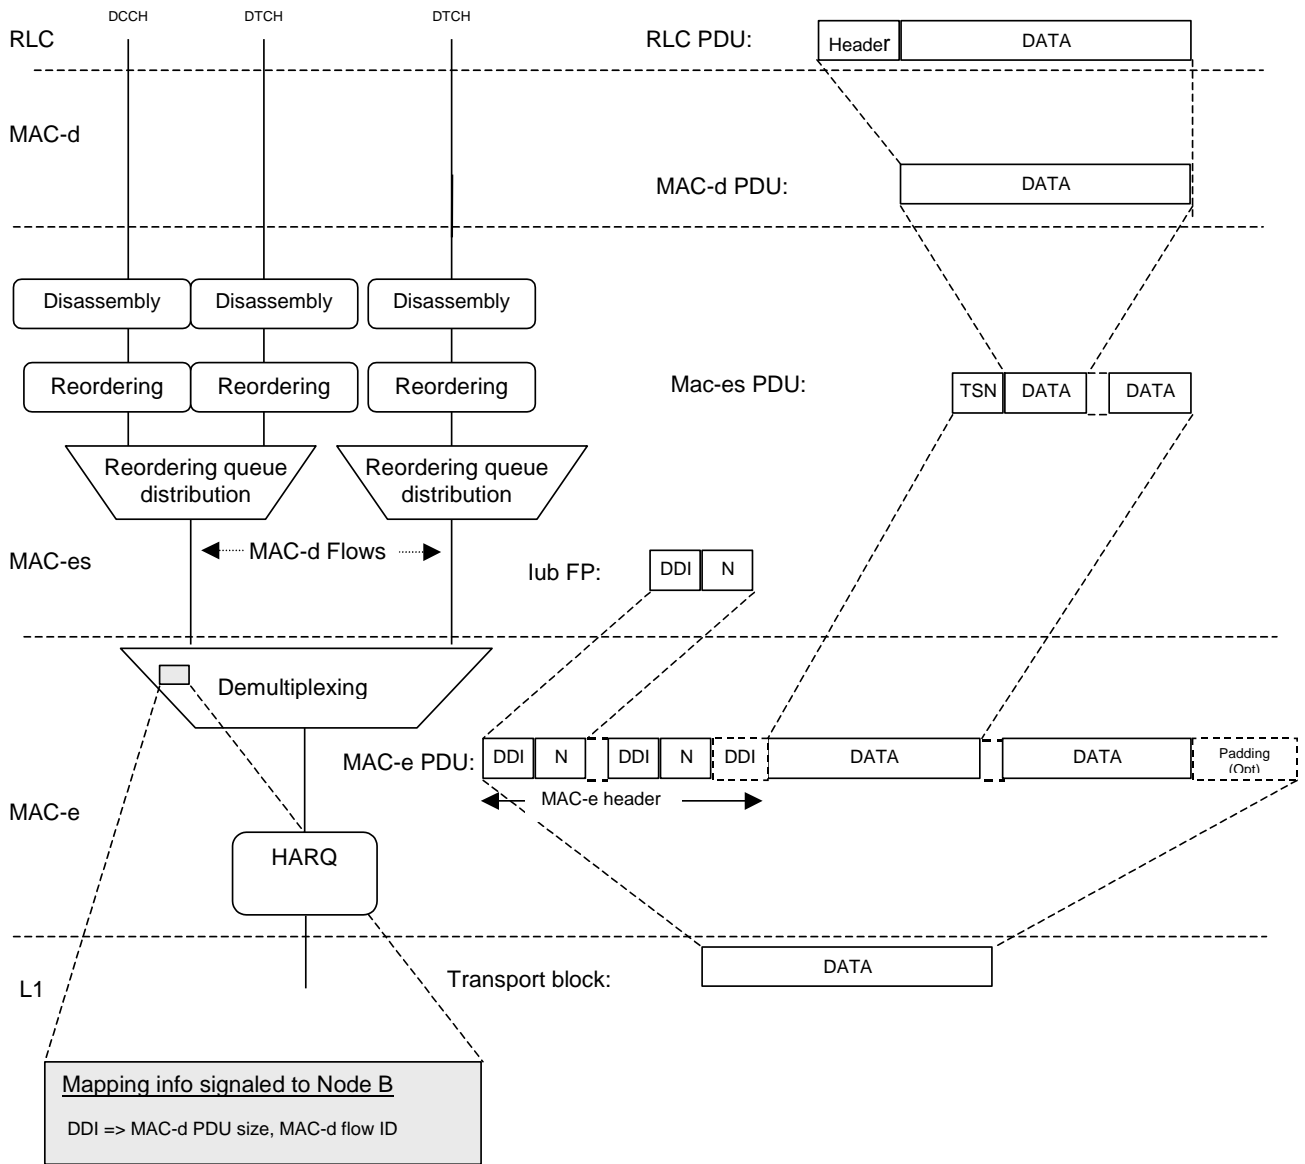 DCCH DTCH DTCH
RLC
RLC PDU:
Header
DATA
MAC-d
MAC-d PDU:
DATA
Disassembly Disassembly Disassembly
Reordering Reordering Reordering
Mac-es PDU:
TSN DATA DATA
Reordering queue
distribution
Reordering queue
distribution
MAC-d Flows
MAC-es
Iub FP:
DDI N
Demultiplexing
MAC-e PDU:
DDI N DDI N DDI DATA DATA
Padding
(Opt)
MAC-e header
MAC-e
HARQ
DATA
Transport block:
L1
Mapping info signaled to Node B
DDI => MAC-d PDU size, MAC-d flow ID